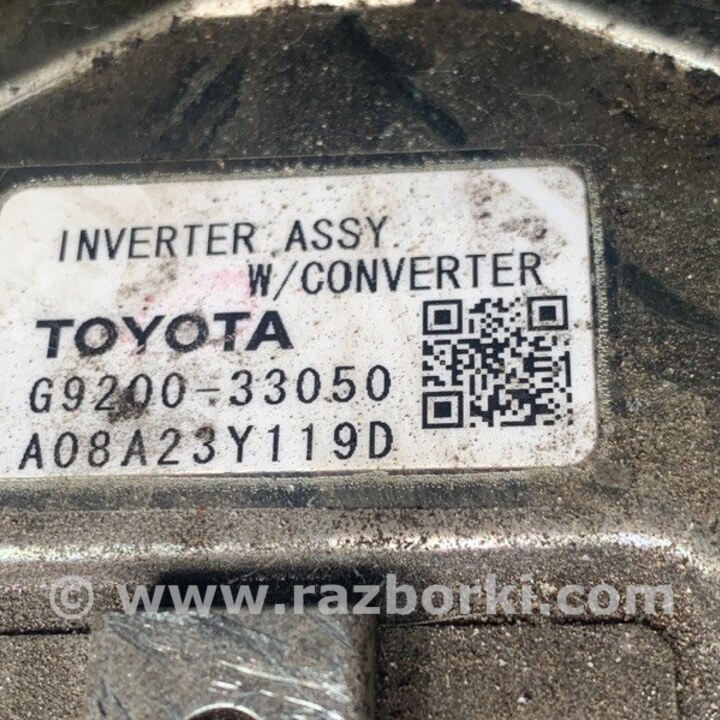 INVERTER ASSY.
W/CONVERTER
TOYOTA
G9200-33050
A08A23Y119D
© www.razborki.com